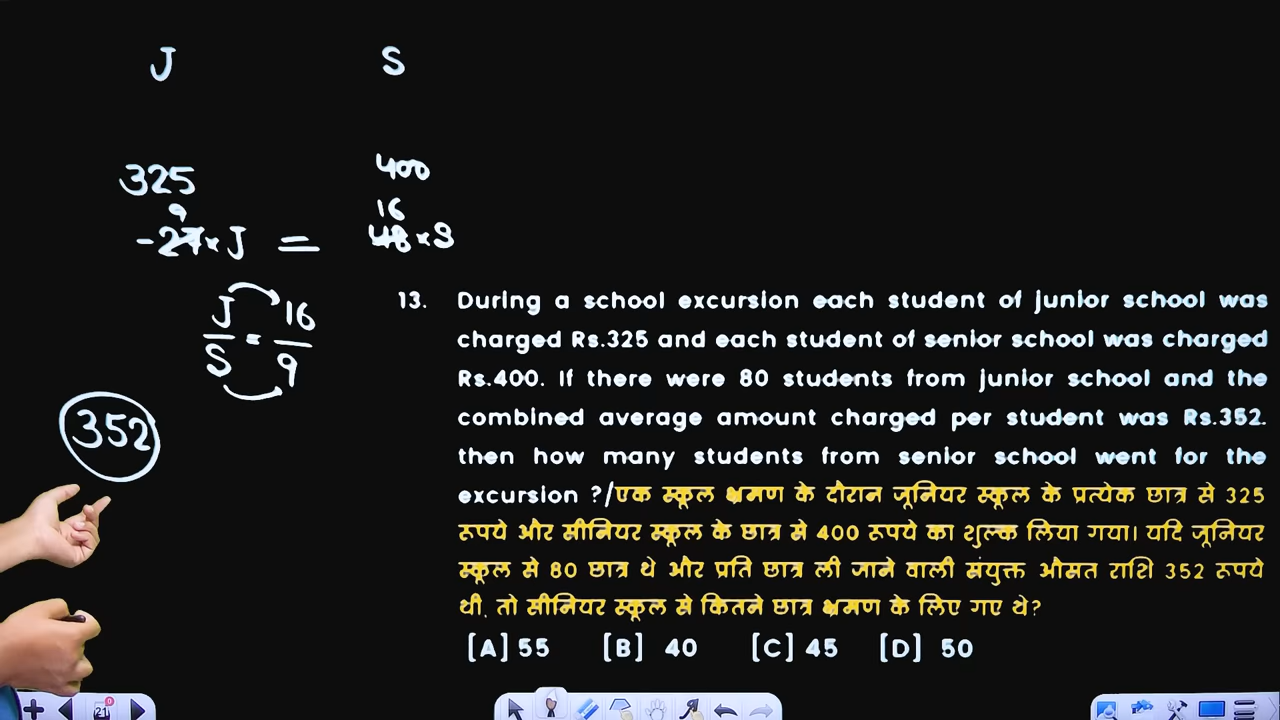 J S
325 400
9 16
-27×J = 48×S
J/S = 16/9
352
13. During a school excursion each student of junior school was
charged Rs.325 and each student of senior school was charged
Rs.400. If there were 80 students from junior school and the
combined average amount charged per student was Rs.352.
then how many students from senior school went for the
excursion ?/एक स्कूल भ्रमण के दौरान जूनियर स्कूल के प्रत्येक छात्र से 325
रूपये और सीनियर स्कूल के छात्र से 400 रूपये का शुल्क लिया गया। यदि जूनियर
स्कूल से 80 छात्र थे और प्रति छात्र ली जाने वाली संयुक्त औसत राशि 352 रूपये
थी. तो सीनियर स्कूल से कितने छात्र भ्रमण के लिए गए थे?
[A] 55 [B] 40 [C] 45 [D] 50
21